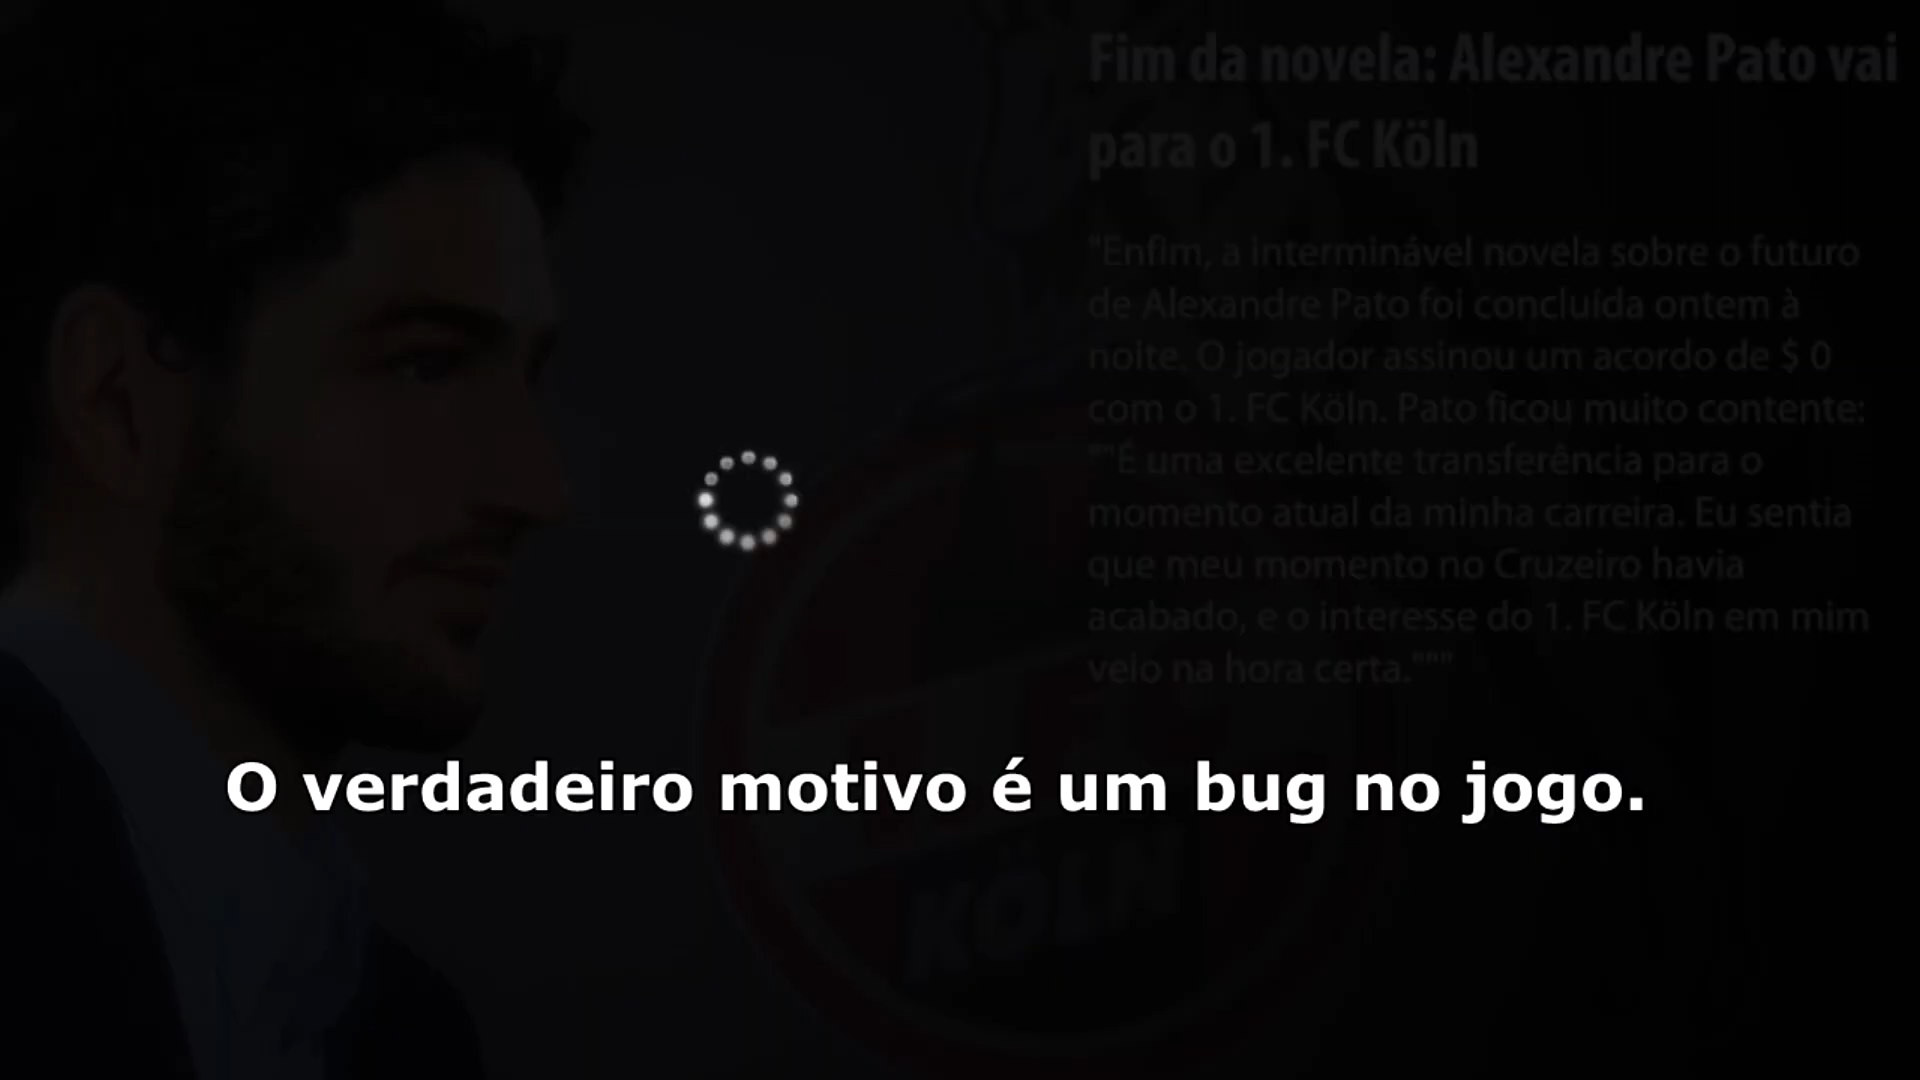 Fim da novela: Alexandre Pato vai
para o 1. FC Köln
"Enfim, a interminável novela sobre o futuro
de Alexandre Pato foi concluída ontem à
noite. O jogador assinou um acordo de $ 0
com o 1. FC Köln. Pato ficou muito contente:
""É uma excelente transferência para o
momento atual da minha carreira. Eu sentia
que meu momento no Cruzeiro havia
acabado, e o interesse do 1. FC Köln em mim
veio na hora certa."""
O verdadeiro motivo é um bug no jogo.
KÖLN